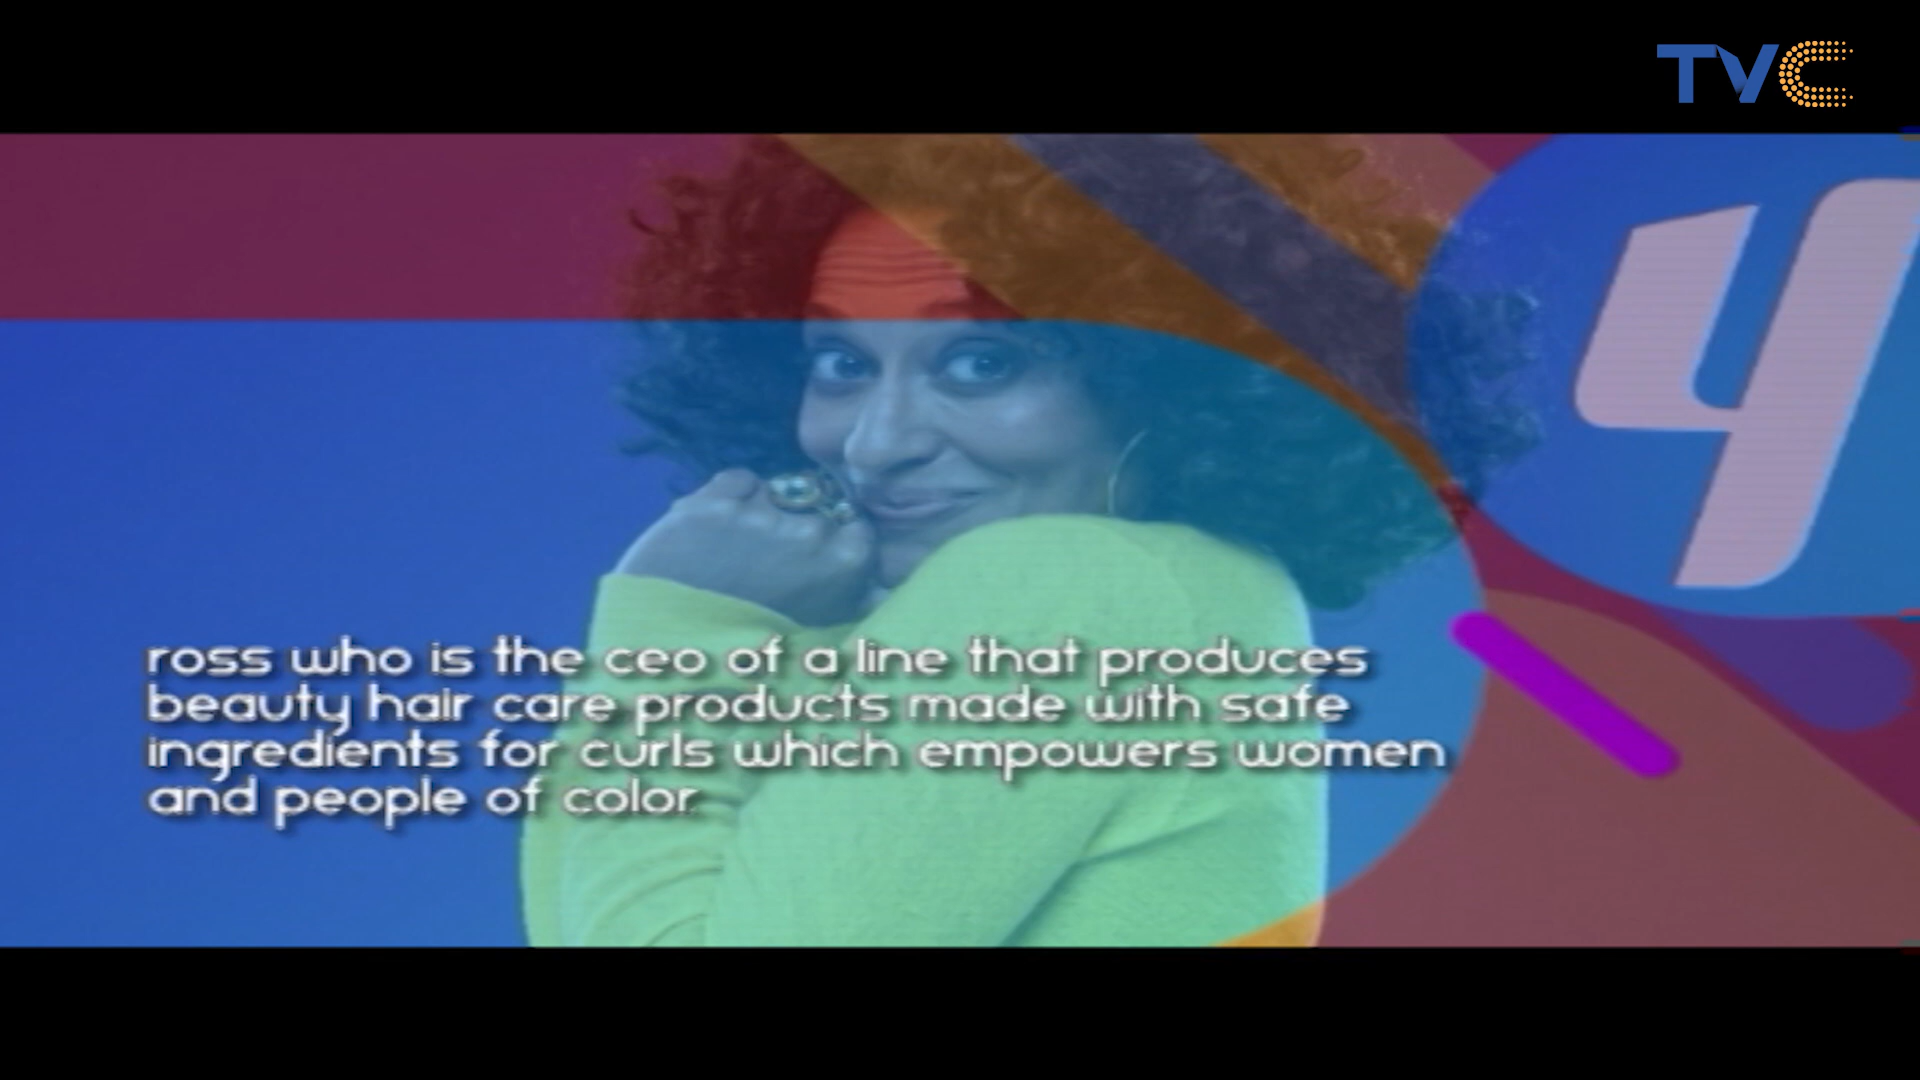 TVC
4
ross who is the ceo of a line that produces
beauty hair care products made with safe
ingredients for curls which empowers women
and people of color